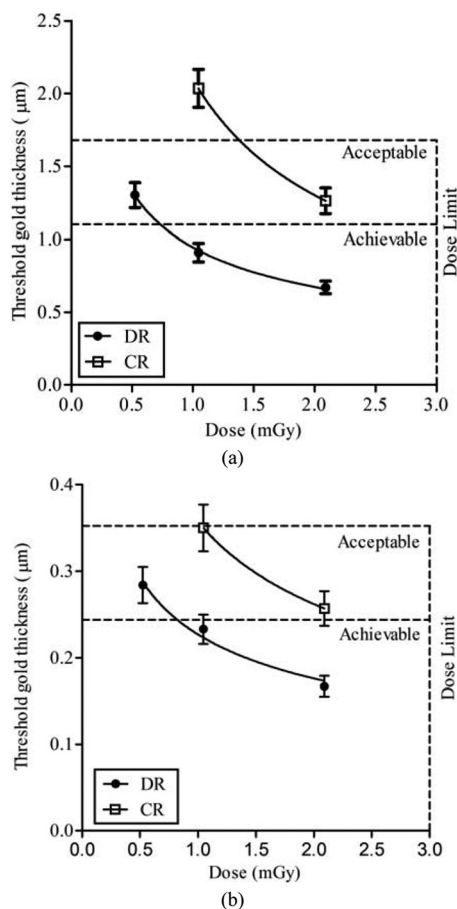 2.5
2.0
1.5
1.0
0.5
0.0
Threshold gold thickness ( μm)
Acceptable
Achievable
Dose Limit
DR
CR
0.0 0.5 1.0 1.5 2.0 2.5 3.0
Dose (mGy)
(a)
0.4
0.3
0.2
0.1
0.0
Threshold gold thickness ( μm)
Acceptable
Achievable
Dose Limit
DR
CR
0.0 0.5 1.0 1.5 2.0 2.5 3.0
Dose (mGy)
(b)